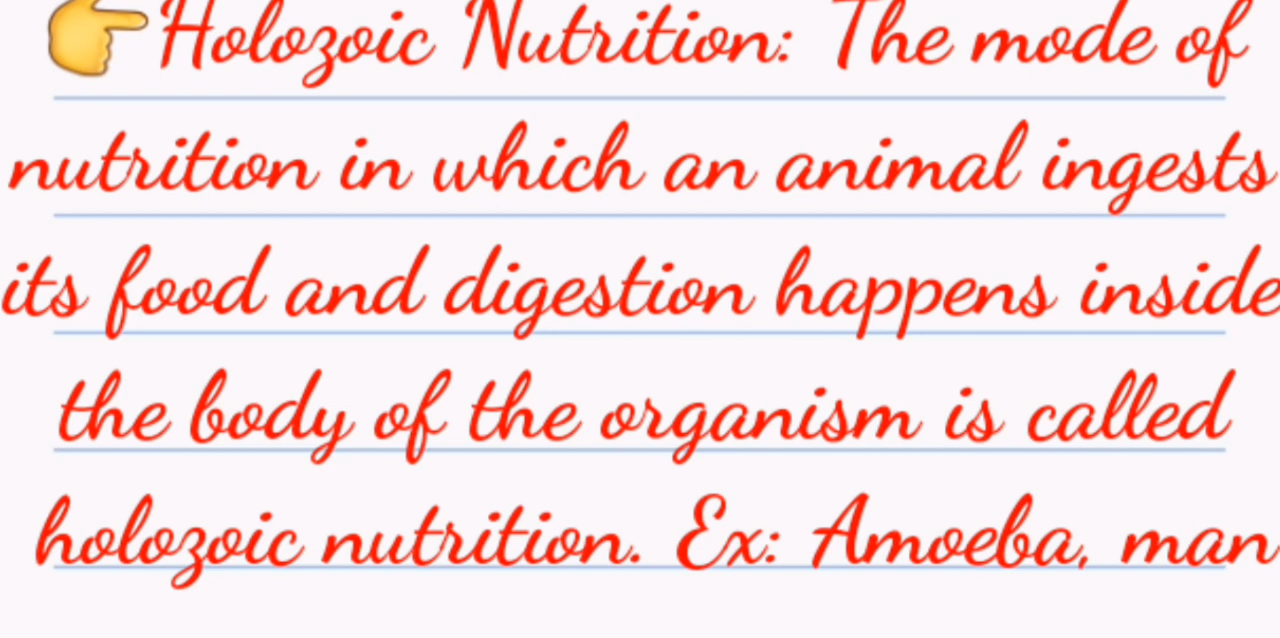 👉Holozoic Nutrition: The mode of
nutrition in which an animal ingests
its food and digestion happens inside
the body of the organism is called
holozoic nutrition. Ex: Amoeba, man